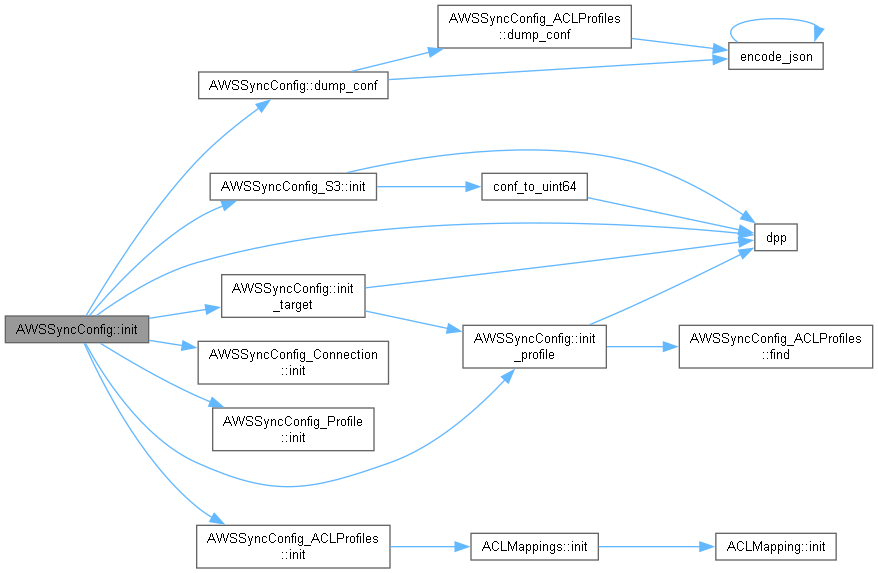 AWSSyncConfig_ACLProfiles
::dump_conf
encode_json
AWSSyncConfig::dump_conf
AWSSyncConfig_S3::init
conf_to_uint64
dpp
AWSSyncConfig::init
_target
AWSSyncConfig::init
AWSSyncConfig::init
_profile
AWSSyncConfig_ACLProfiles
::find
AWSSyncConfig_Connection
::init
AWSSyncConfig_Profile
::init
AWSSyncConfig_ACLProfiles
::init
ACLMappings::init
ACLMapping::init